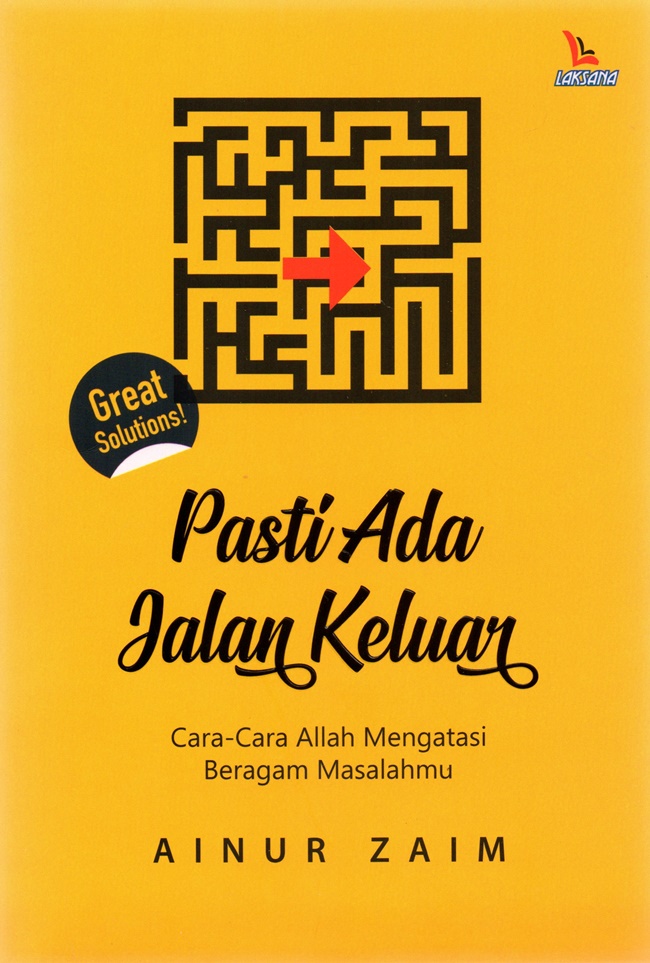 LAKSANA
Great
Solutions!
Pasti Ada
Jalan Keluar
Cara-Cara Allah Mengatasi
Beragam Masalahmu
AINUR ZAIM